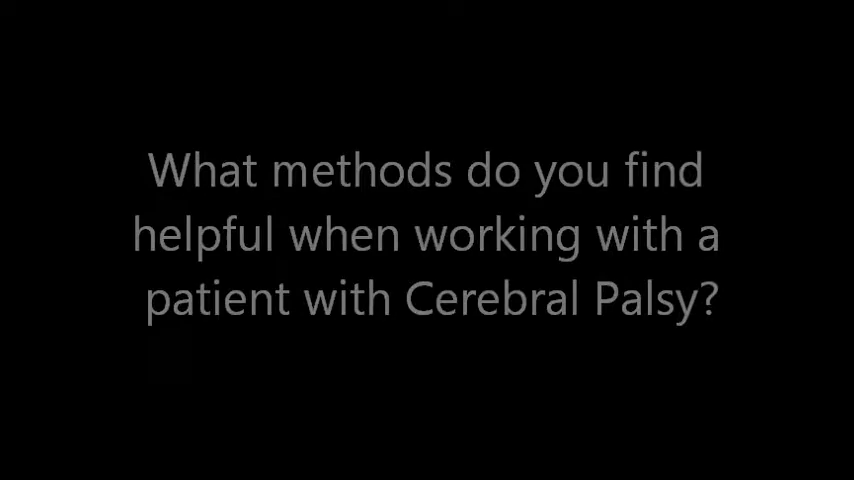 What methods do you find
helpful when working with a
patient with Cerebral Palsy?